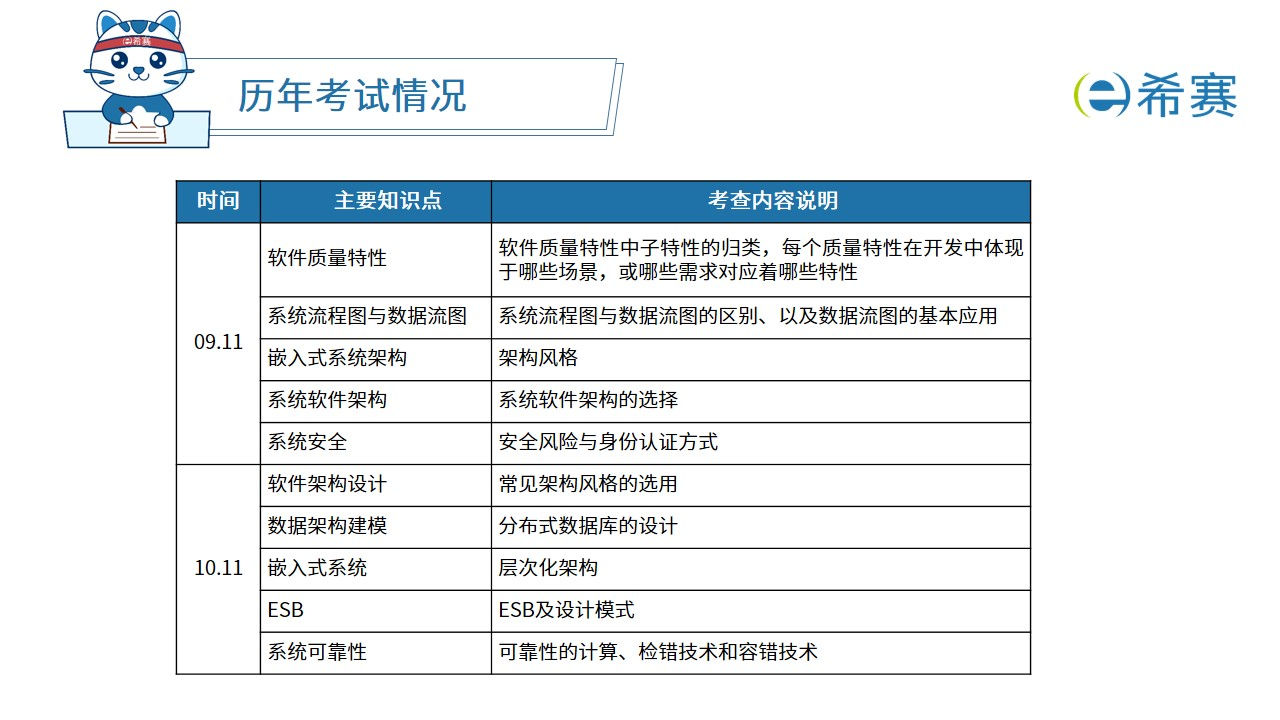 希赛
历年考试情况
希赛
时间 主要知识点 考查内容说明
09.11
软件质量特性 软件质量特性中子特性的归类，每个质量特性在开发中体现
于哪些场景，或哪些需求对应着哪些特性
系统流程图与数据流图 系统流程图与数据流图的区别、以及数据流图的基本应用
嵌入式系统架构 架构风格
系统软件架构 系统软件架构的选择
系统安全 安全风险与身份认证方式
10.11
软件架构设计 常见架构风格的选用
数据架构建模 分布式数据库的设计
嵌入式系统 层次化架构
ESB ESB及设计模式
系统可靠性 可靠性的计算、检错技术和容错技术